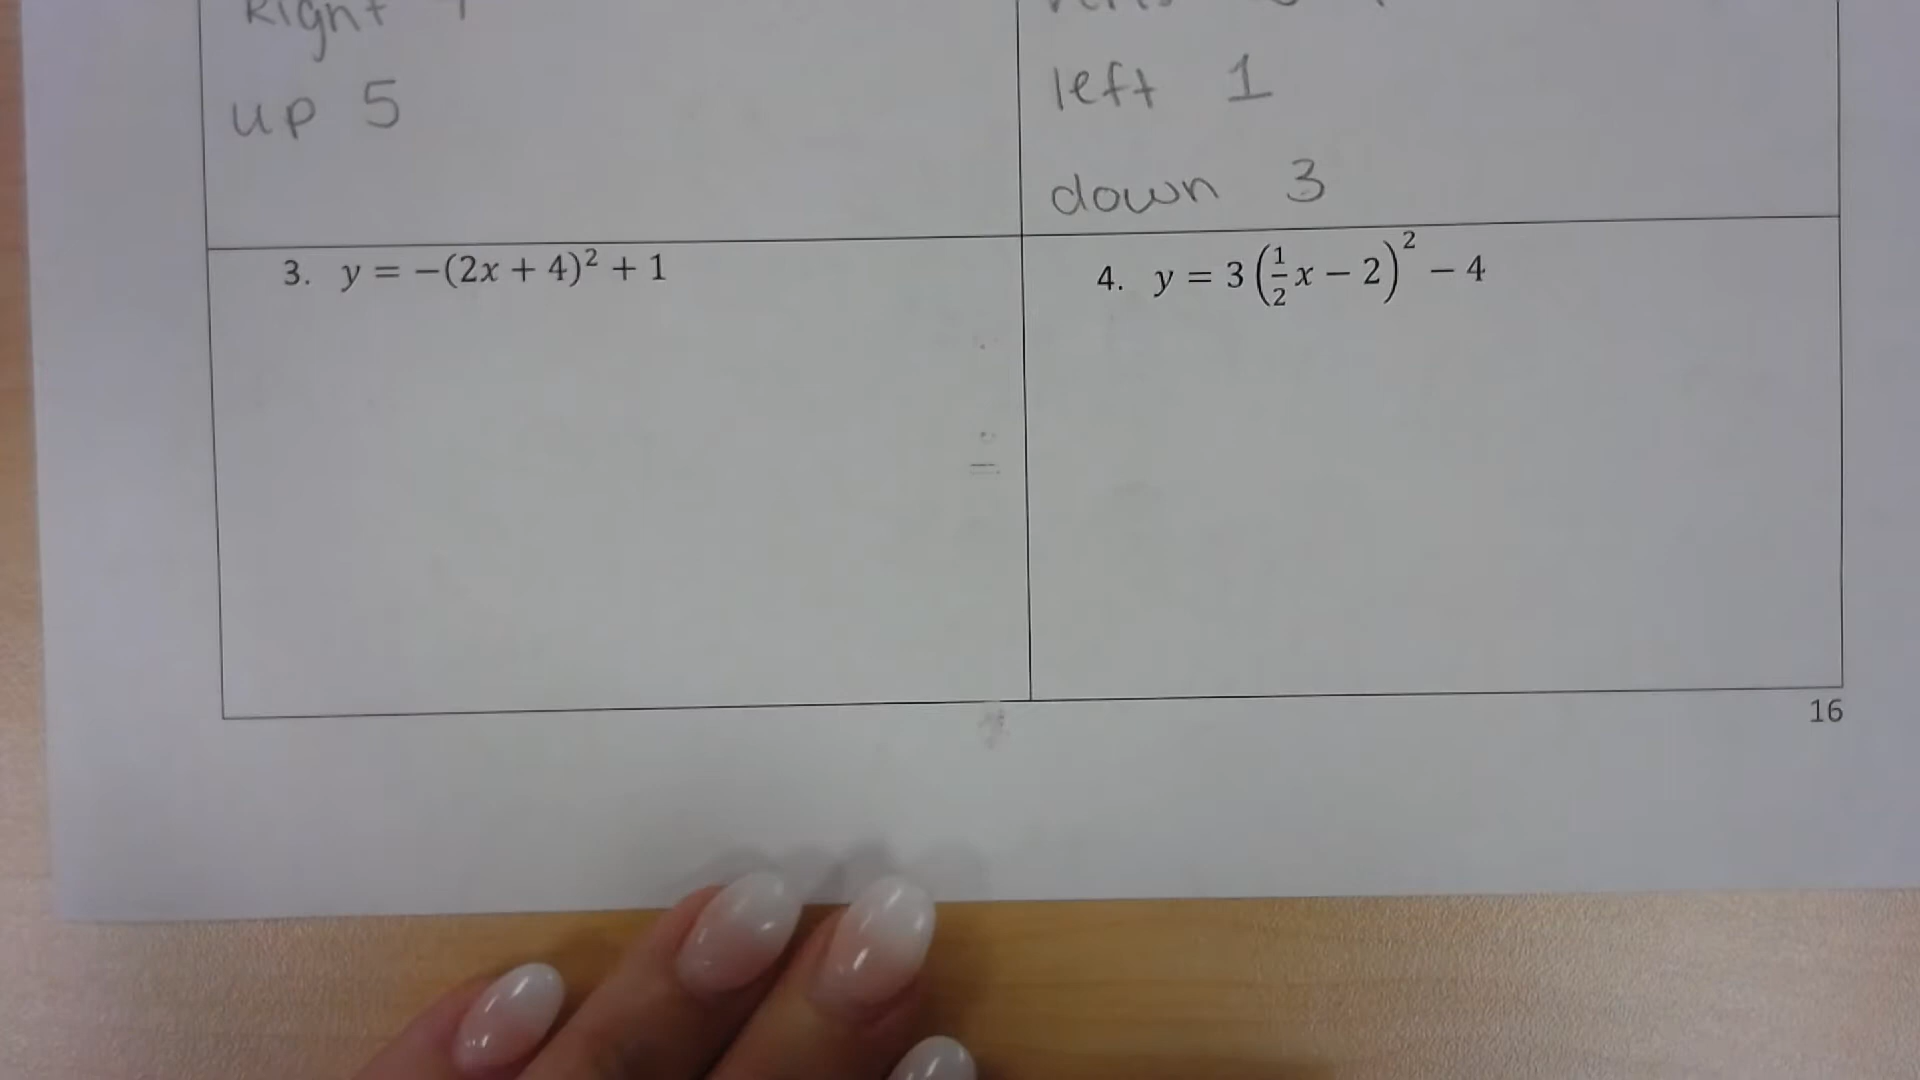 Right
up 5
left 1
down 3
3. y = −(2x + 4)² + 1
4. y = 3(½x − 2)² − 4
16